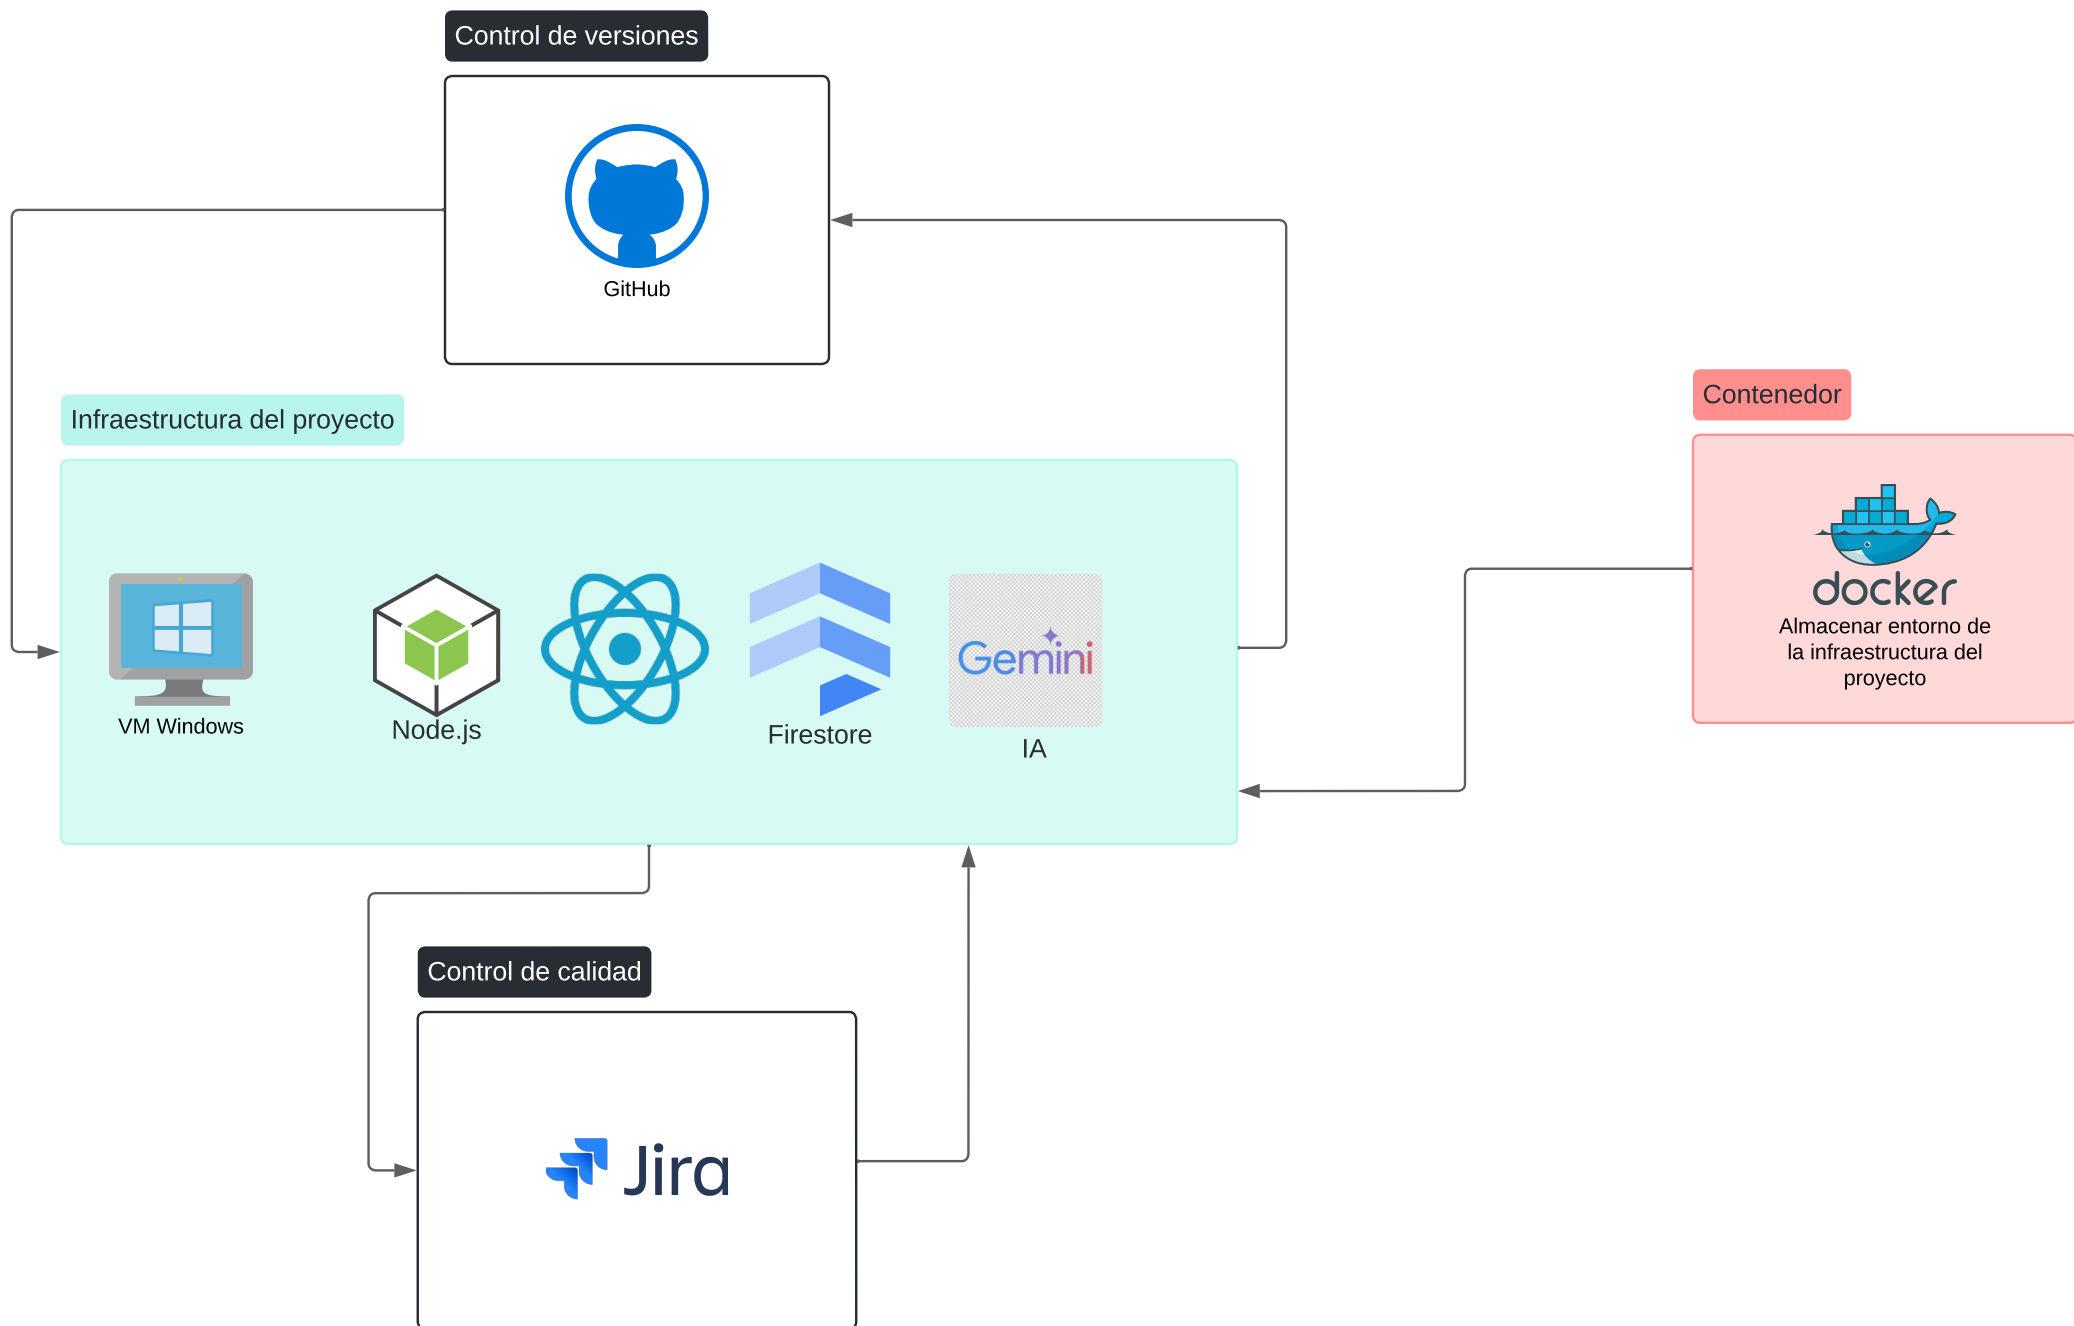 Control de versiones
GitHub
Infraestructura del proyecto
Contenedor
docker
Almacenar entorno de
la infraestructura del
proyecto
VM Windows
Node.js
Firestore
Gemini
IA
Control de calidad
Jira